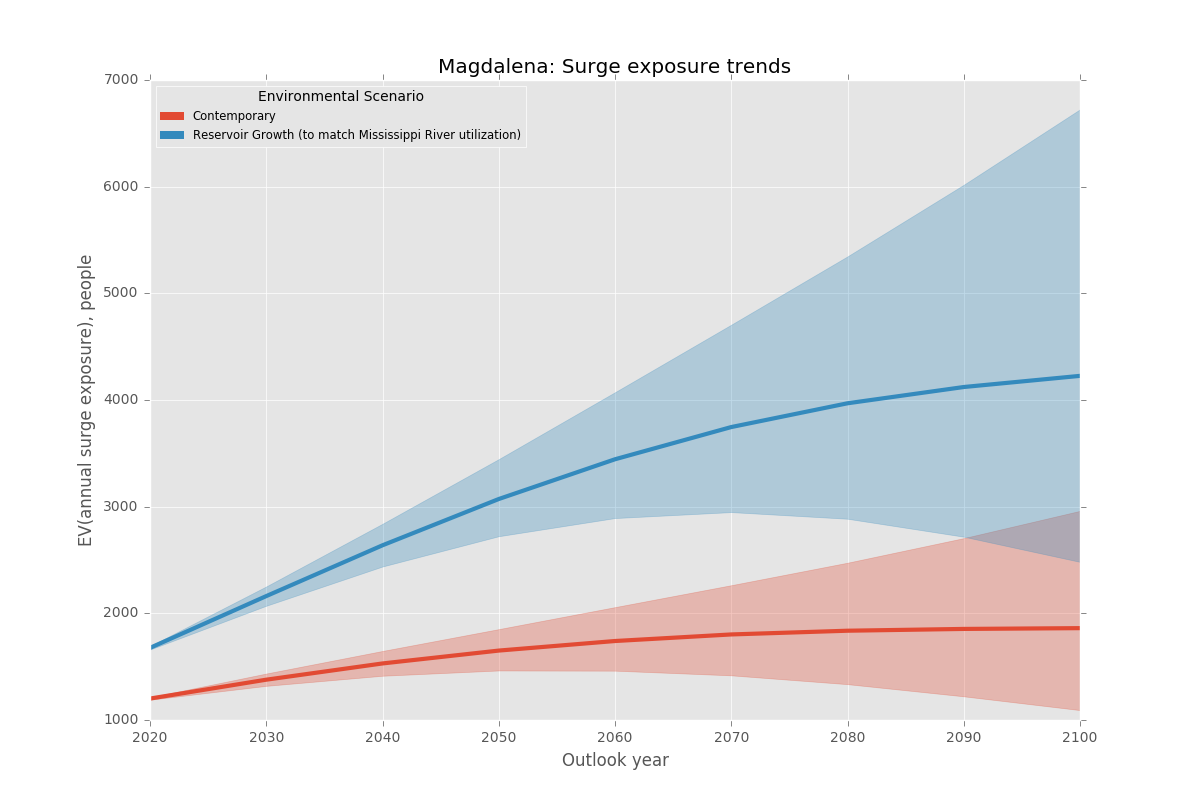 Magdalena: Surge exposure trends
7000
6000
5000
4000
3000
2000
1000
EV(annual surge exposure), people
Environmental Scenario
Contemporary
Reservoir Growth (to match Mississippi River utilization)
2020 2030 2040 2050 2060 2070 2080 2090 2100
Outlook year